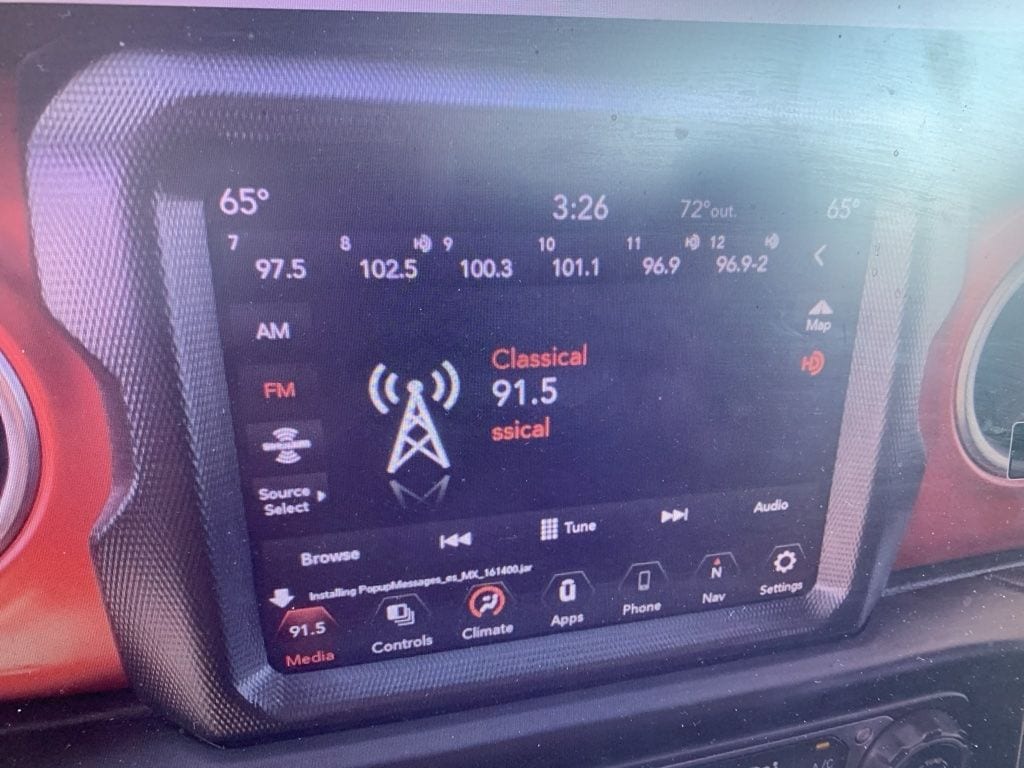 65° 3:26 72°out. 65°
7 8 9 10 11 12
97.5 102.5 100.3 101.1 96.9 96.9-2
AM
Map
Classical
FM
91.5
ssical
Source
Select
Browse
Tune
Audio
Installing PopupMessages_es_MX_161400.jar
91.5
N
Media Controls Climate Apps Phone Nav Settings
A/C